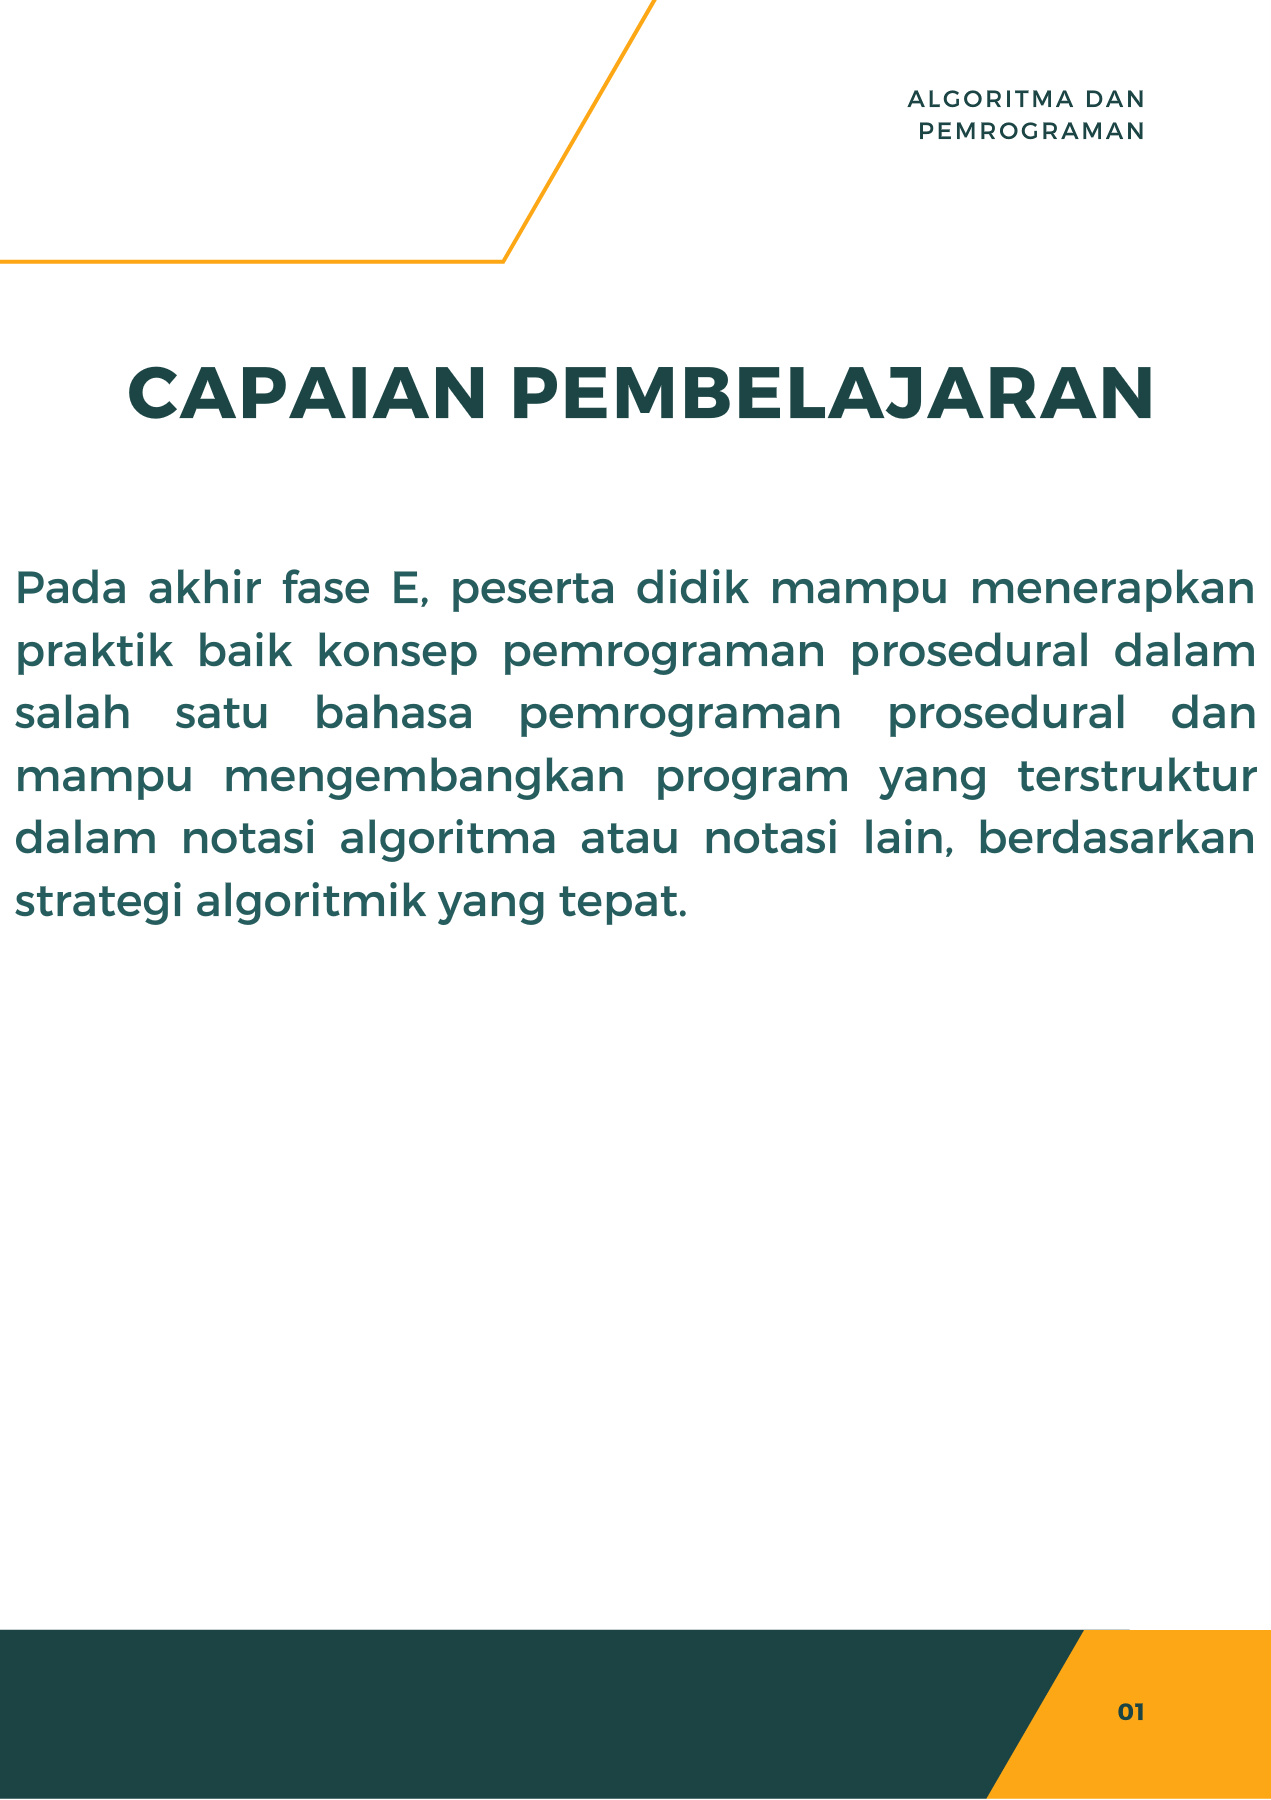 ALGORITMA DAN
PEMROGRAMAN
CAPAIAN PEMBELAJARAN
Pada akhir fase E, peserta didik mampu menerapkan
praktik baik konsep pemrograman prosedural dalam
salah satu bahasa pemrograman prosedural dan
mampu mengembangkan program yang terstruktur
dalam notasi algoritma atau notasi lain, berdasarkan
strategi algoritmik yang tepat.
01